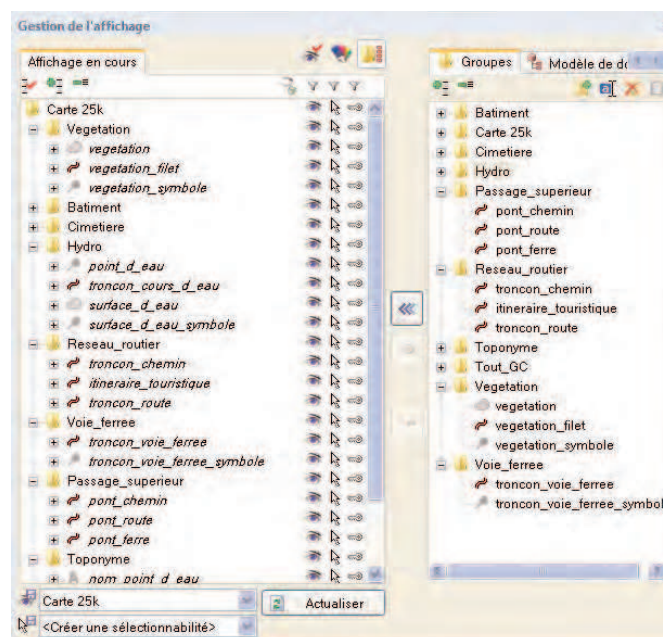 Gestion de l'affichage
Affichage en cours
Carte 25k
Vegetation
vegetation
vegetation_filet
vegetation_symbole
Batiment
Cimetiere
Hydro
point_d_eau
troncon_cours_d_eau
surface_d_eau
surface_d_eau_symbole
Reseau_routier
troncon_chemin
itineraire_touristique
troncon_route
Voie_ferree
troncon_voie_ferree
troncon_voie_ferree_symbole
Passage_superieur
pont_chemin
pont_route
pont_ferre
Toponyme
nom_point_d_eau
Carte 25k
Actualiser
<Créer une sélectionnabilité>
Groupes
Modèle de
Batiment
Carte 25k
Cimetiere
Hydro
Passage_superieur
pont_chemin
pont_route
pont_ferre
Reseau_routier
troncon_chemin
itineraire_touristique
troncon_route
Toponyme
Tout_GC
Vegetation
vegetation
vegetation_filet
vegetation_symbole
Voie_ferree
troncon_voie_ferree
troncon_voie_ferree_symbol